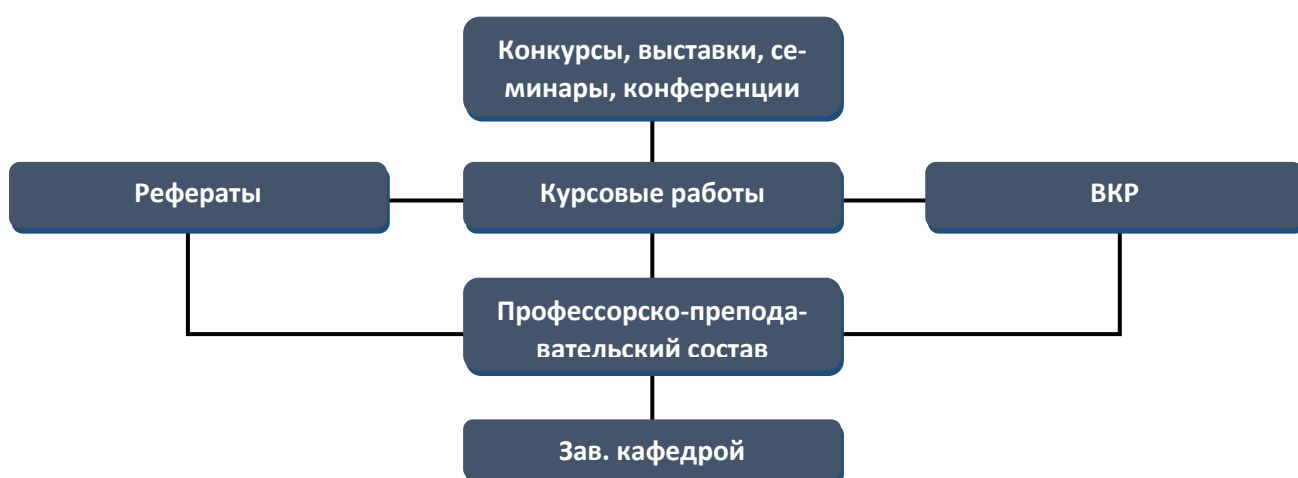 Конкурсы, выставки, се-
минары, конференции
Рефераты
Курсовые работы
ВКР
Профессорско-препода-
вательский состав
Зав. кафедрой